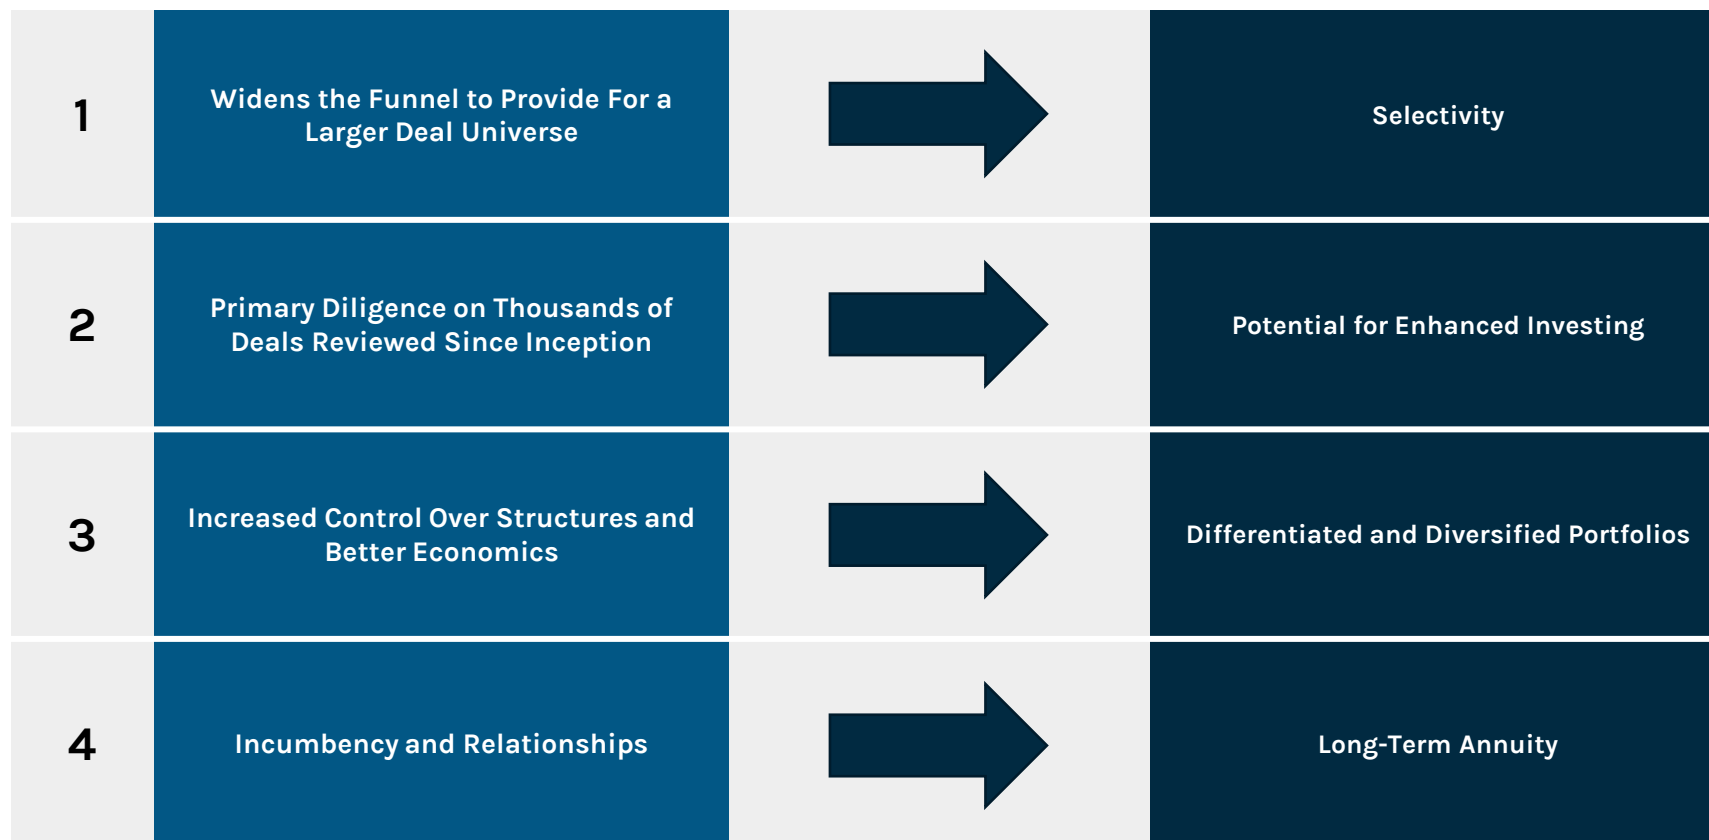 1
Widens the Funnel to Provide For a
Larger Deal Universe
Selectivity
2
Primary Diligence on Thousands of
Deals Reviewed Since Inception
Potential for Enhanced Investing
3
Increased Control Over Structures and
Better Economics
Differentiated and Diversified Portfolios
4
Incumbency and Relationships
Long-Term Annuity